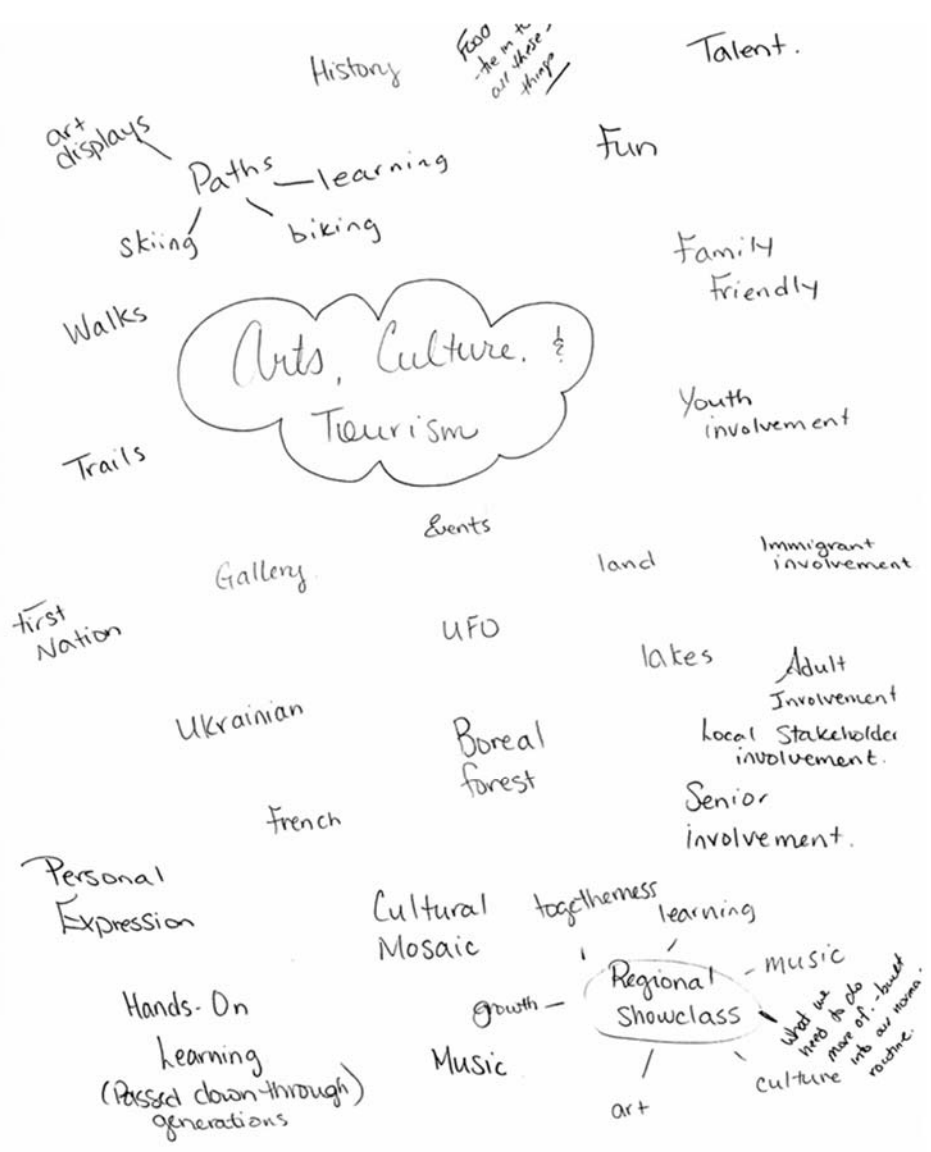 History
Food
- tie in to
all these -
things
Talent.
art
displays
Paths
learning
skiing
biking
Fun
Family
Friendly
Walks
Arts, Culture, &
Tourism
Youth
involvement
Trails
Events
Gallery
land
Immigrant
involvement
First
Nation
UFO
lakes
Adult
Involvement
Ukrainian
Boreal
forest
Local Stakeholder
involvement.
Senior
involvement.
French
Personal
Expression
Cultural
Mosaic
togetherness
learning
music
Regional
Showclass
growth
What we
need to do
more of. - built
into our normal
routine.
culture
art
Music
Hands-On
Learning
(Passed down through)
generations